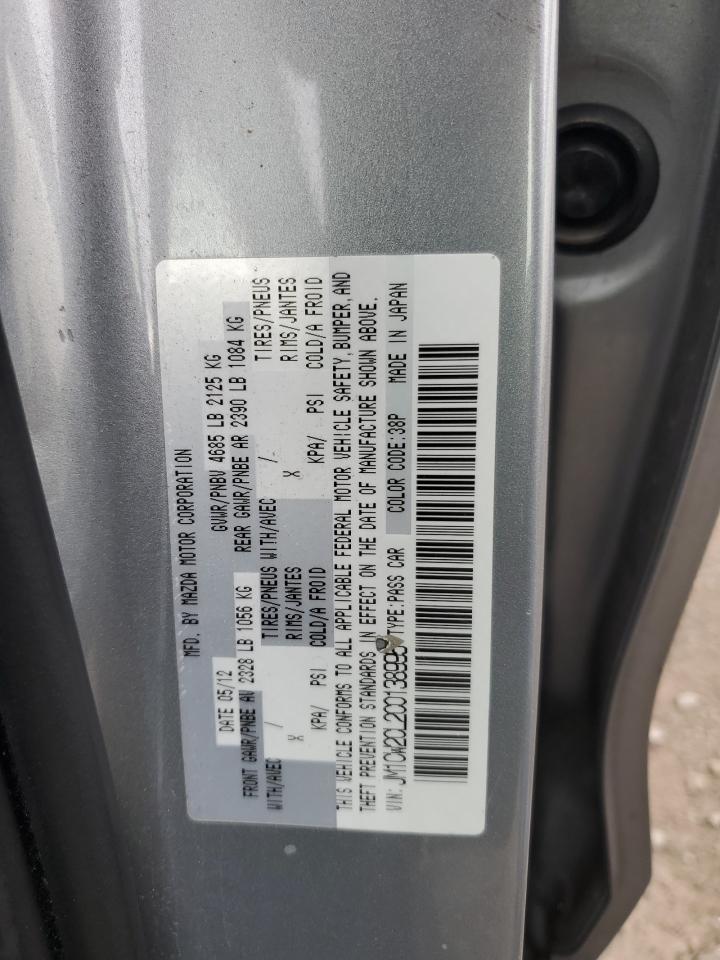 MFD. BY MAZDA MOTOR CORPORATION
DATE 05/12 GVWR/PNBV 4685 LB 2125 KG
FRONT GAWR/PNBE AV 2328 LB 1056 KG REAR GAWR/PNBE AR 2390 LB 1084 KG
WITH/AVEC / TIRES/PNEUS WITH/AVEC / TIRES/PNEUS
X RIMS/JANTES X RIMS/JANTES
KPA/ PSI COLD/A FROID KPA/ PSI COLD/A FROID
THIS VEHICLE CONFORMS TO ALL APPLICABLE FEDERAL MOTOR VEHICLE SAFETY, BUMPER, AND
THEFT PREVENTION STANDARDS IN EFFECT ON THE DATE OF MANUFACTURE SHOWN ABOVE.
VIN: TYPE:PASS CAR COLOR CODE:38P MADE IN JAPAN